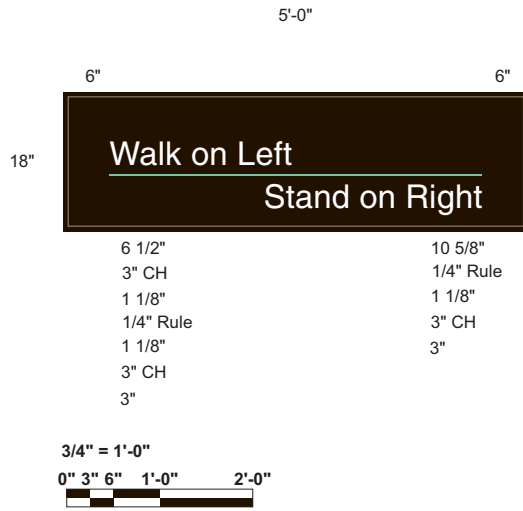 5'-0"
6" 6"
18"
Walk on Left
Stand on Right
6 1/2" 10 5/8"
3" CH 1/4" Rule
1 1/8" 1 1/8"
1/4" Rule 3" CH
1 1/8" 3"
3" CH
3"
3/4" = 1'-0"
0" 3" 6" 1'-0" 2'-0"